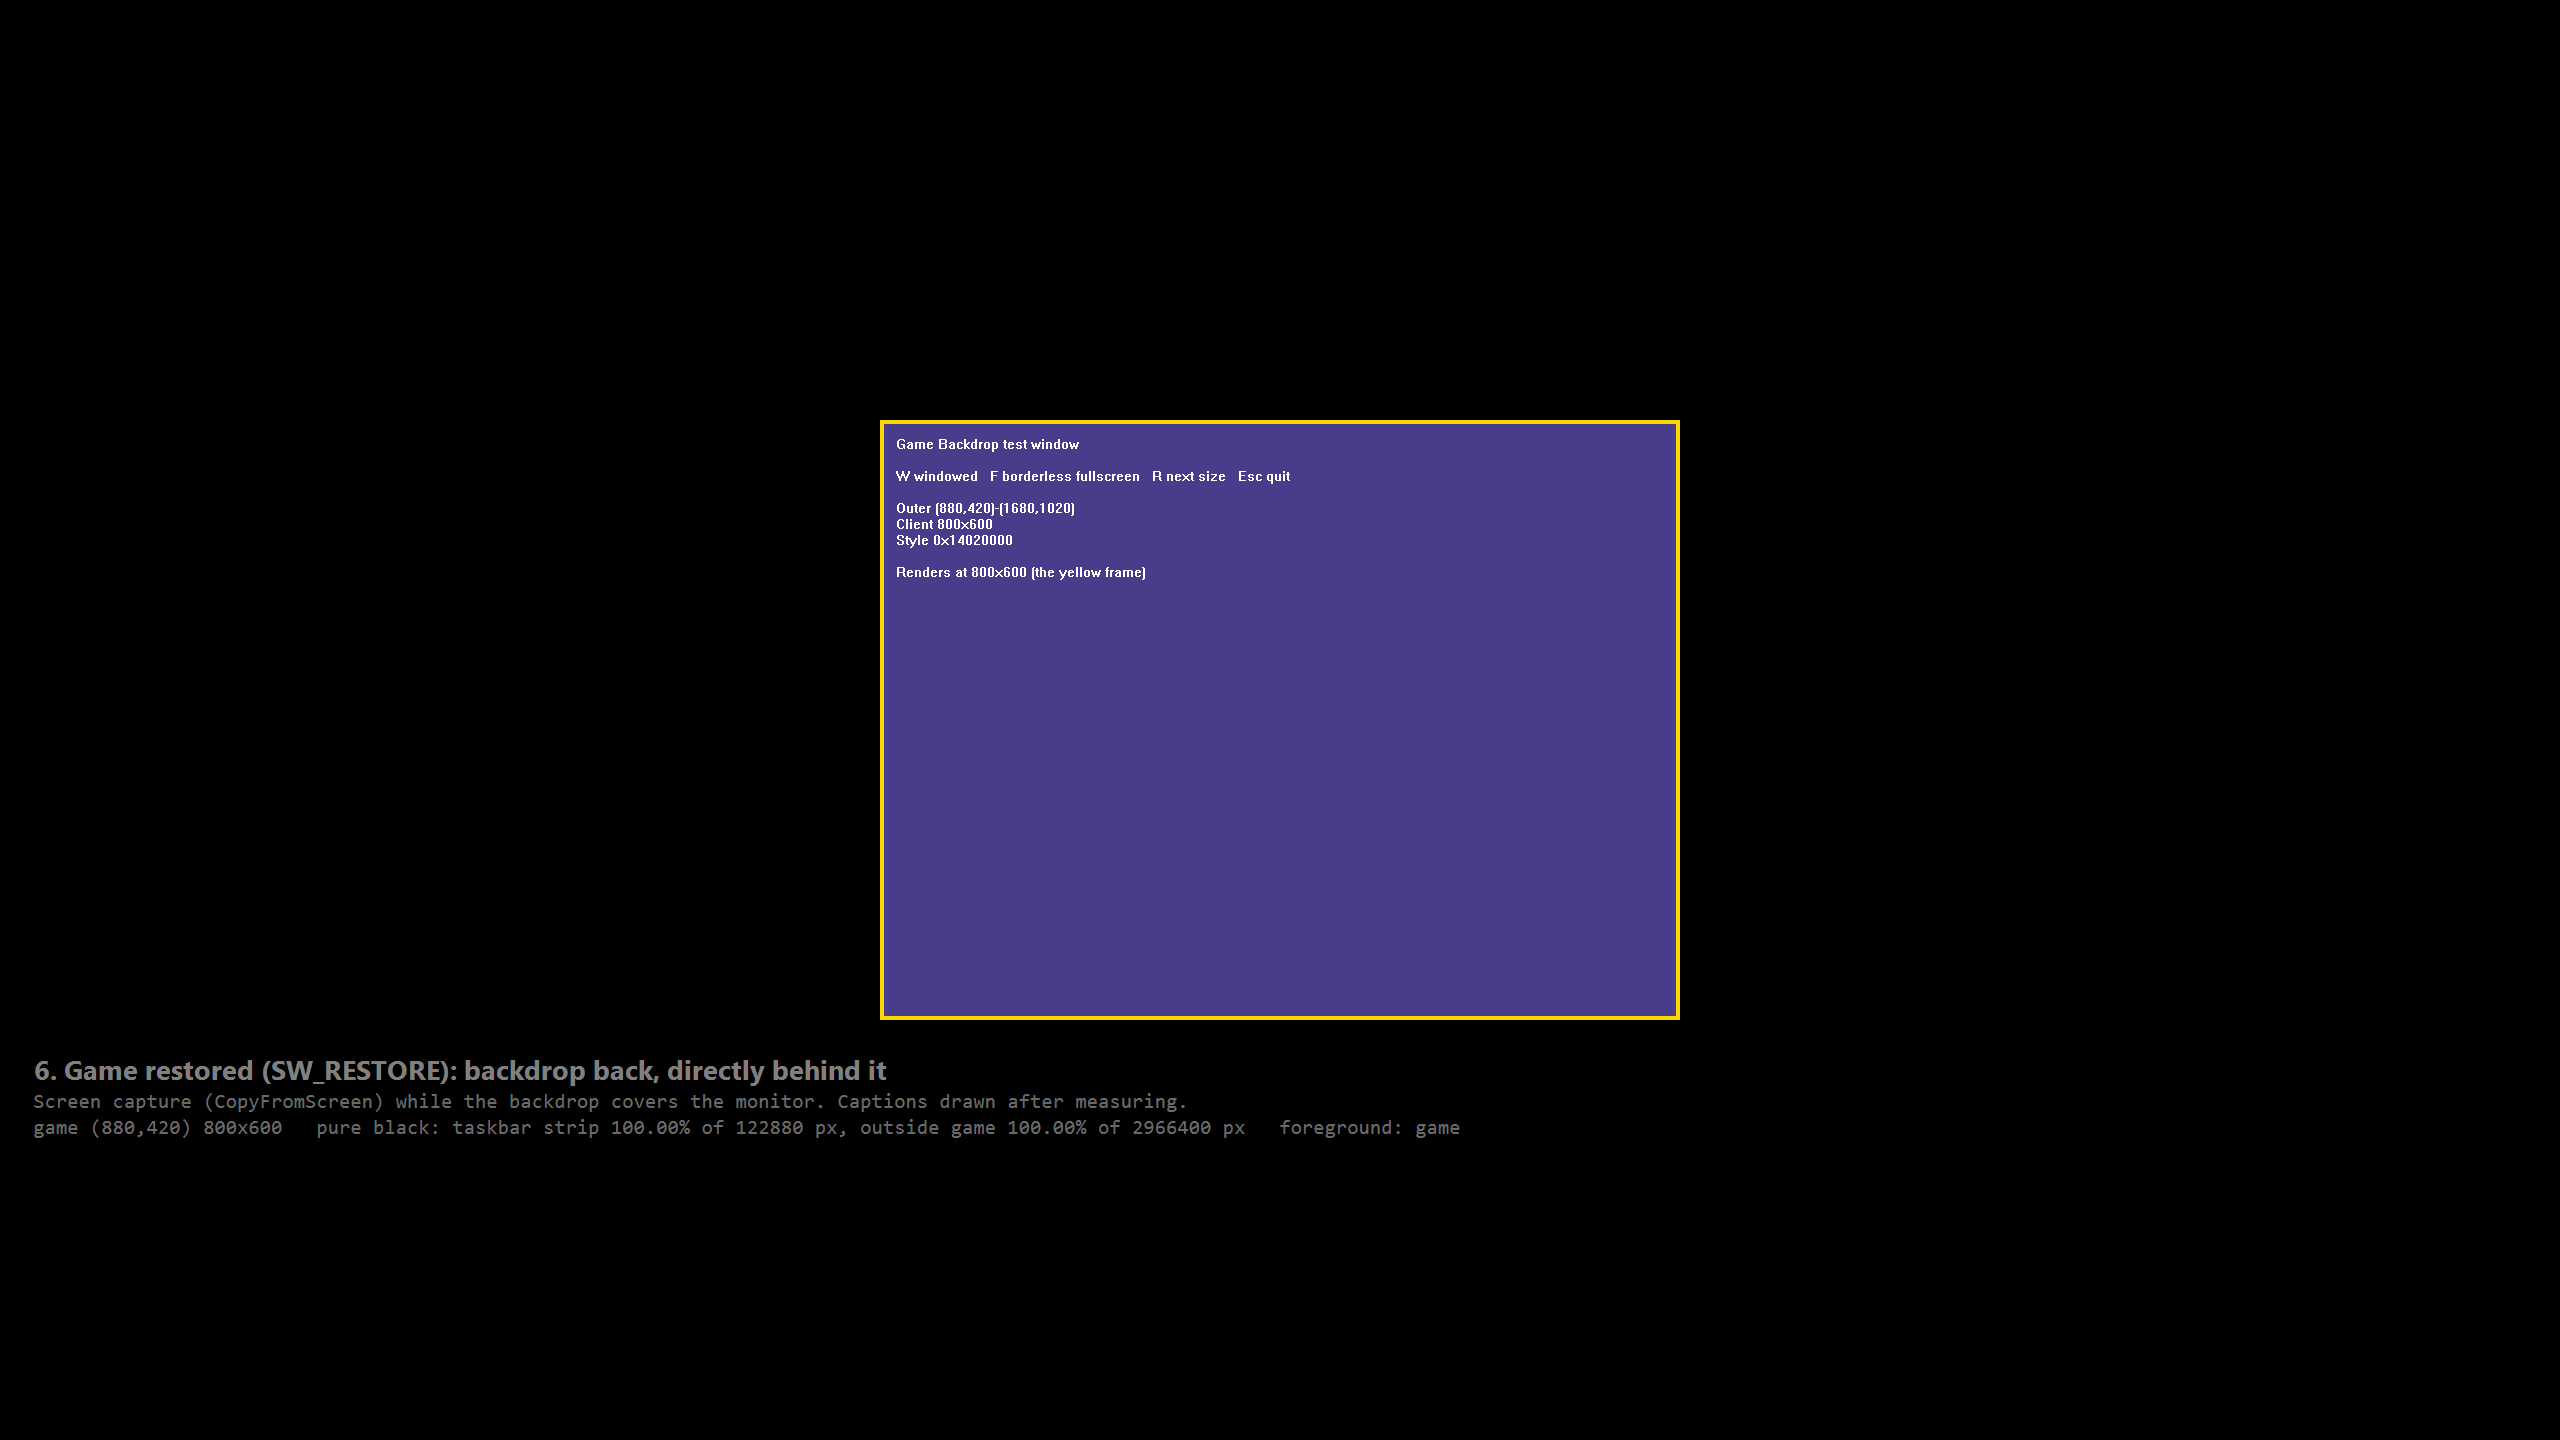 Game Backdrop test window
W windowed   F borderless fullscreen   R next size   Esc quit
Outer (880,420)-(1680,1020)
Client 800x600
Style 0x14020000
Renders at 800x600 (the yellow frame)
6. Game restored (SW_RESTORE): backdrop back, directly behind it
Screen capture (CopyFromScreen) while the backdrop covers the monitor. Captions drawn after measuring.
game (880,420) 800x600   pure black: taskbar strip 100.00% of 122880 px, outside game 100.00% of 2966400 px   foreground: game